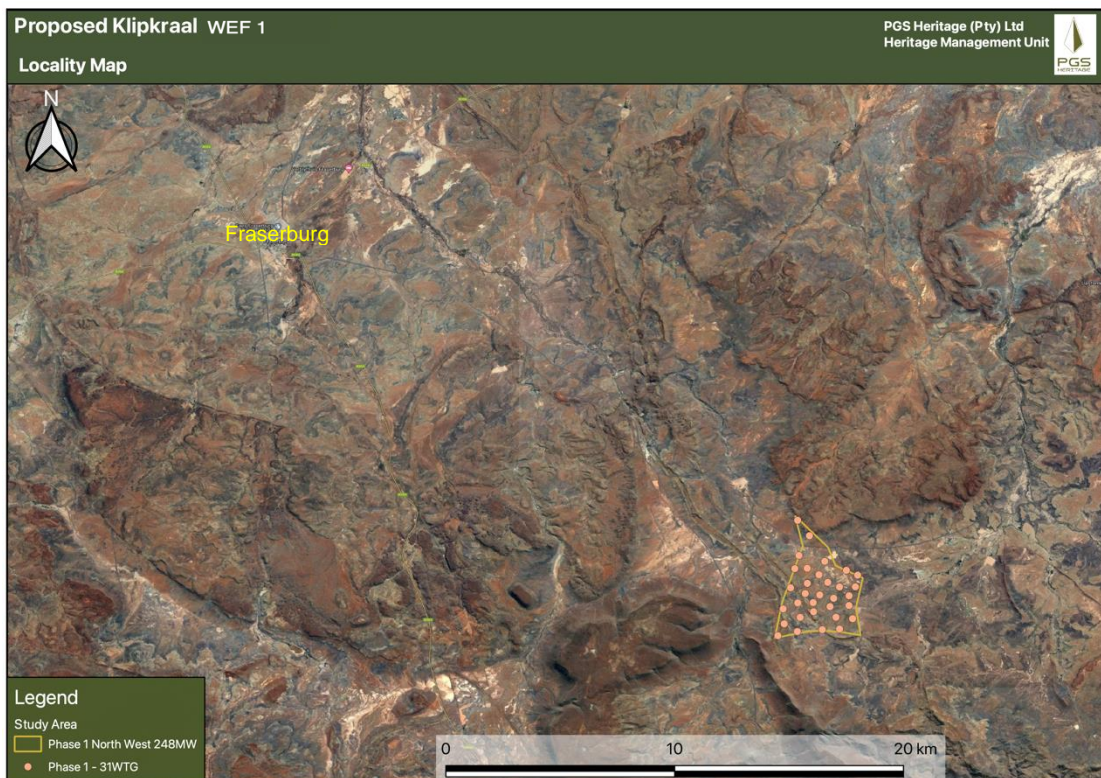 Proposed Klipkraal WEF 1
PGS Heritage (Pty) Ltd
Heritage Management Unit
PGS
HERITAGE
Locality Map
N
Fraserburg
Legend
Study Area
Phase 1 North West 248MW
Phase 1 - 31WTG
0 10 20 km